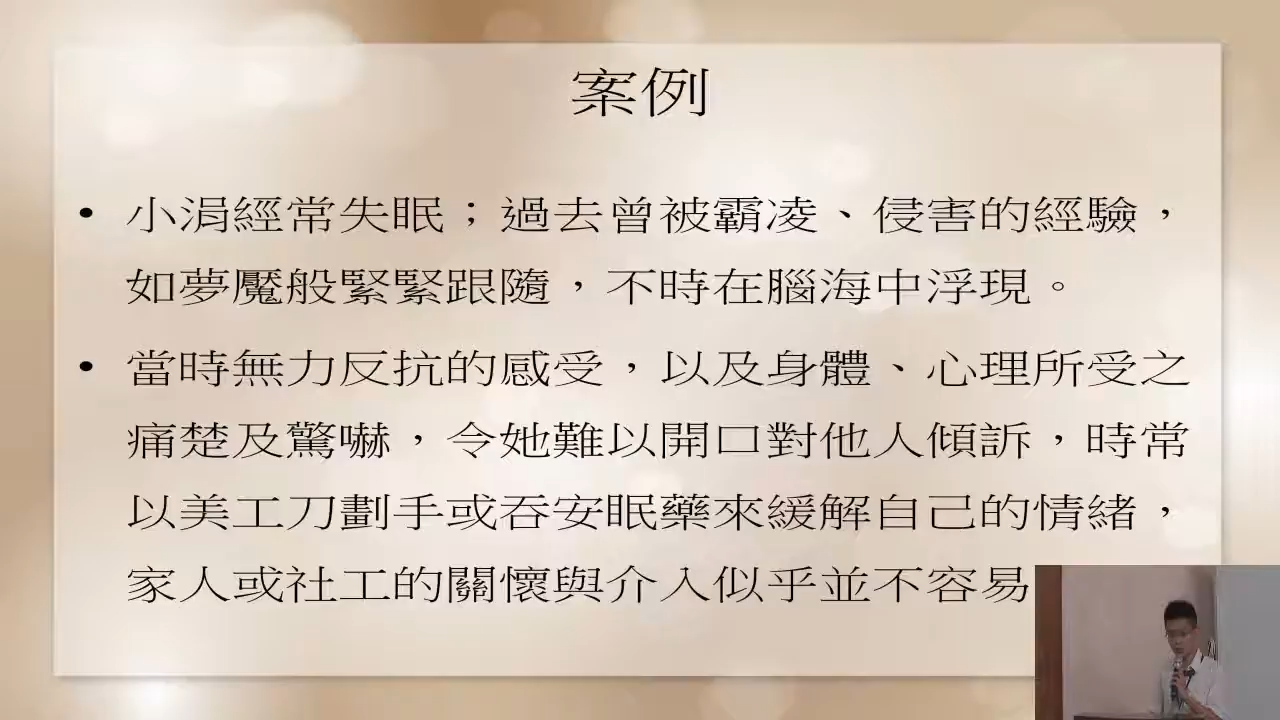 案例
• 小涓經常失眠；過去曾被霸凌、侵害的經驗，
如夢魘般緊緊跟隨，不時在腦海中浮現。
• 當時無力反抗的感受，以及身體、心理所受之
痛楚及驚嚇，令她難以開口對他人傾訴，時常
以美工刀劃手或吞安眠藥來緩解自己的情緒，
家人或社工的關懷與介入似乎並不容易